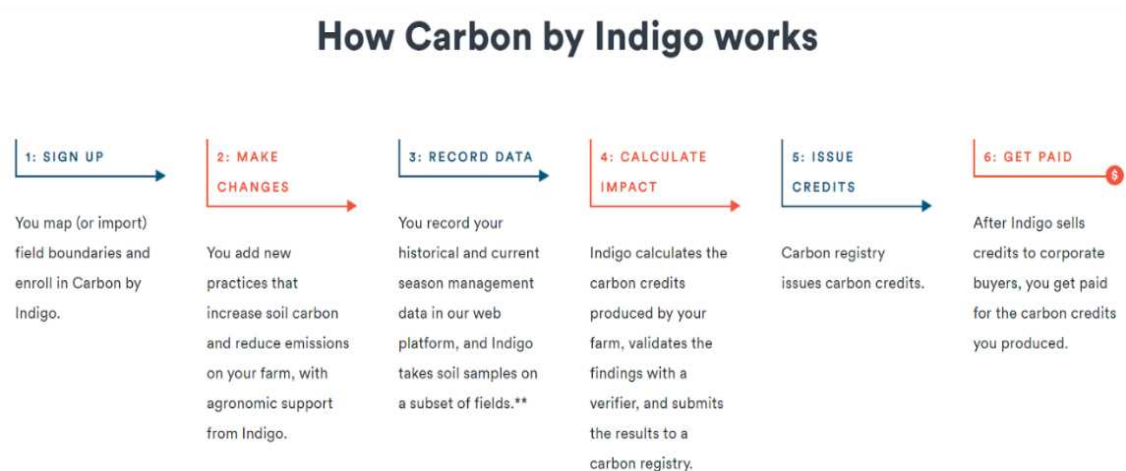 How Carbon by Indigo works
1: SIGN UP
You map (or import)
field boundaries and
enroll in Carbon by
Indigo.
2: MAKE
CHANGES
You add new
practices that
increase soil carbon
and reduce emissions
on your farm, with
agronomic support
from Indigo.
3: RECORD DATA
You record your
historical and current
season management
data in our web
platform, and Indigo
takes soil samples on
a subset of fields.**
4: CALCULATE
IMPACT
Indigo calculates the
carbon credits
produced by your
farm, validates the
findings with a
verifier, and submits
the results to a
carbon registry.
5: ISSUE
CREDITS
Carbon registry
issues carbon credits.
6: GET PAID
$
After Indigo sells
credits to corporate
buyers, you get paid
for the carbon credits
you produced.